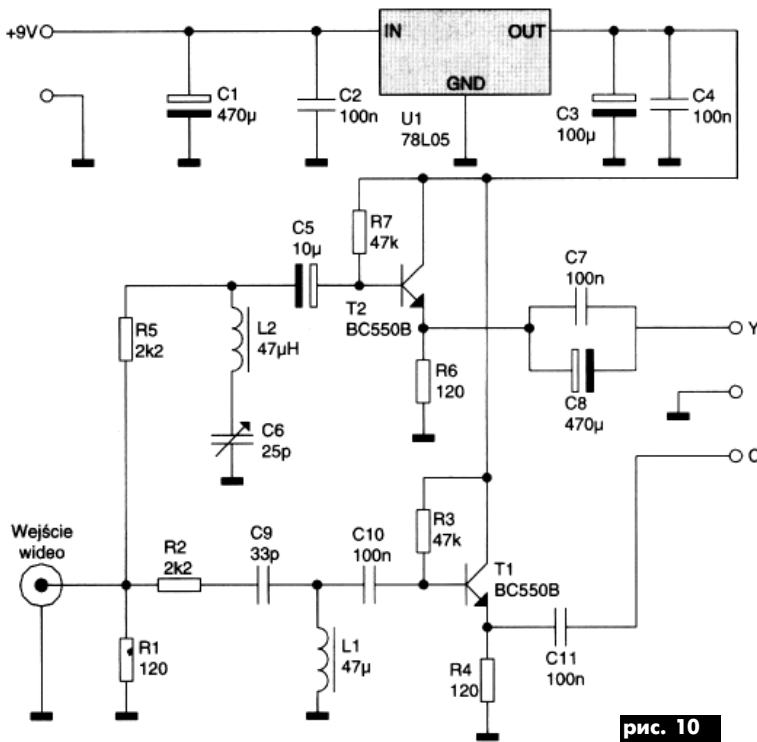 +9V
IN
OUT
GND
C1
470µ
C2
100n
U1
78L05
C3
100µ
C4
100n
C5
10µ
R7
47k
C7
100n
T2
BC550B
Y
R5
2k2
L2
47µH
R6
120
C8
470µ
C6
25p
C
Wejście
wideo
R2
2k2
C9
33p
C10
100n
R3
47k
T1
BC550B
R1
120
L1
47µ
R4
120
C11
100n
рис. 10